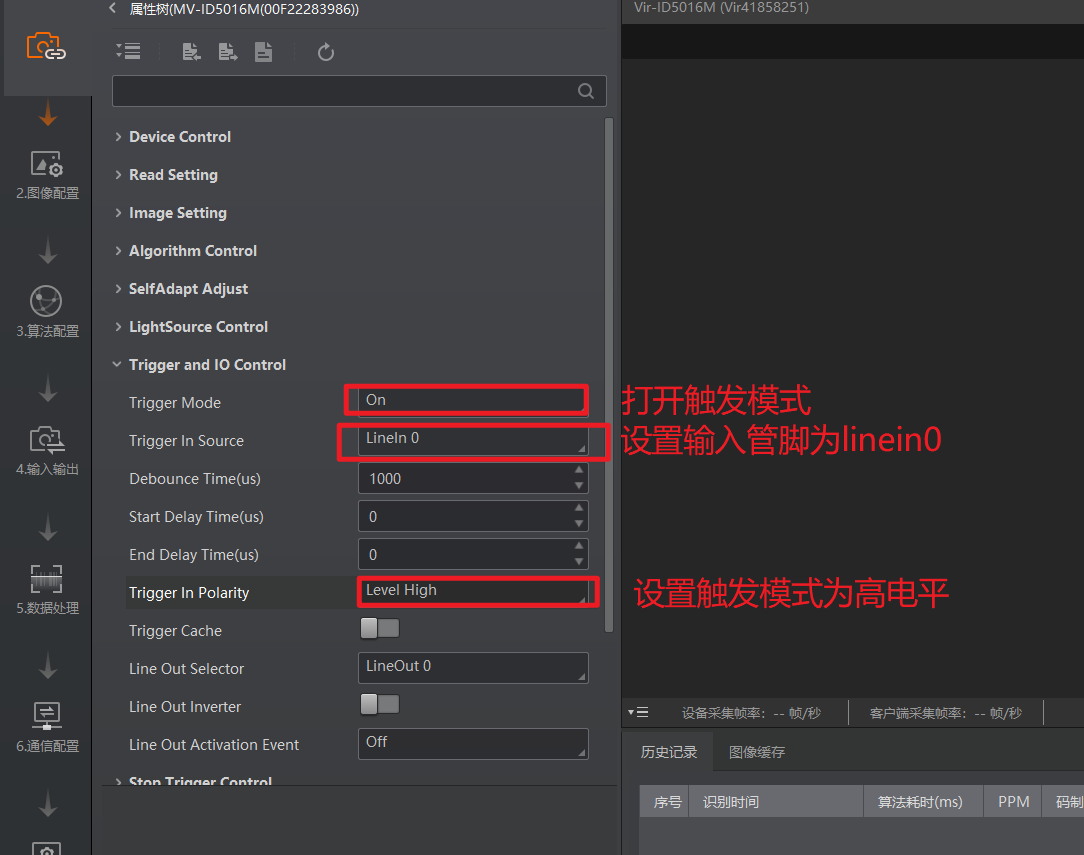 属性树(MV-ID5016M(00F22283986))
Vir-ID5016M (Vir41858251)
Device Control
Read Setting
Image Setting
Algorithm Control
SelfAdapt Adjust
LightSource Control
Trigger and IO Control
Trigger Mode On
打开触发模式
Trigger In Source LineIn 0
设置输入管脚为linein0
Debounce Time(us) 1000
Start Delay Time(us) 0
End Delay Time(us) 0
Trigger In Polarity Level High
设置触发模式为高电平
Trigger Cache
Line Out Selector LineOut 0
Line Out Inverter
Line Out Activation Event Off
Stop Trigger Control
2.图像配置
3.算法配置
4.输入输出
5.数据处理
6.通信配置
设备采集帧率: -- 帧/秒
客户端采集帧率: -- 帧/秒
历史记录 图像缓存
序号 识别时间 算法耗时(ms) PPM 码制